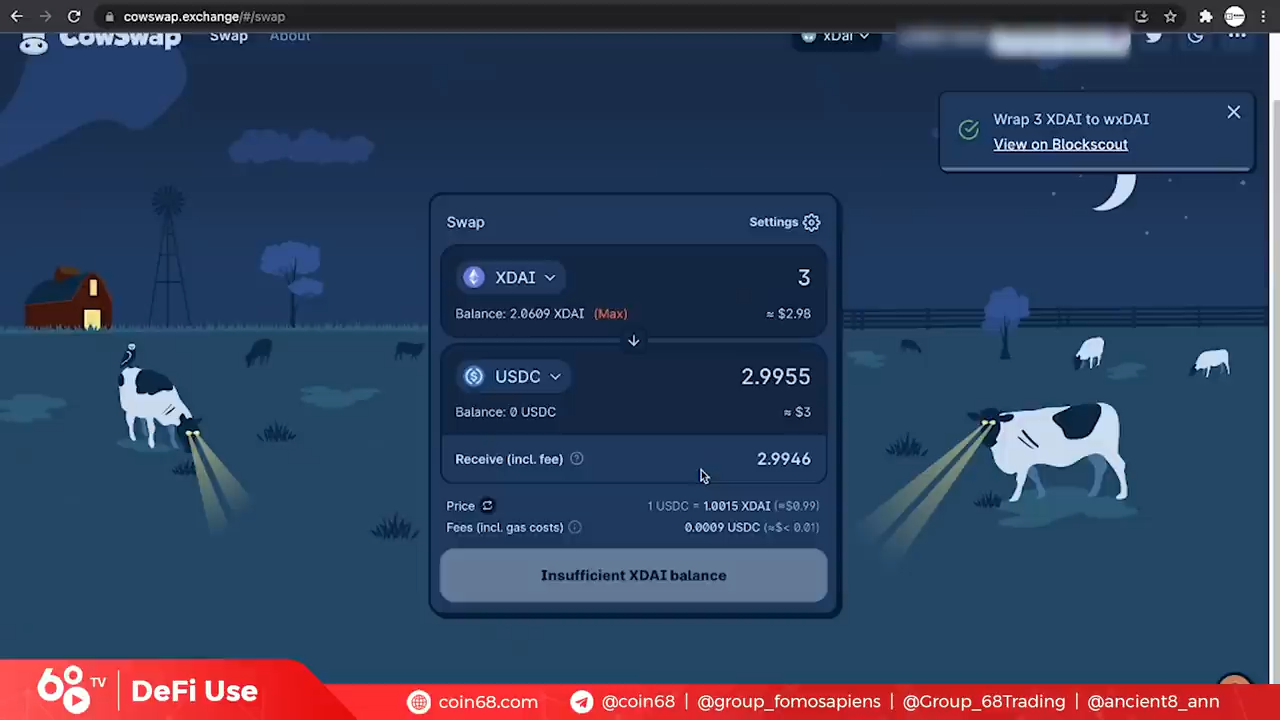 cowswap.exchange/#/swap
CowSwap
Swap
About
xDai
Wrap 3 XDAI to wxDAI
View on Blockscout
Swap
Settings
XDAI
3
Balance: 2.0609 XDAI (Max)
≈ $2.98
USDC
2.9955
Balance: 0 USDC
≈ $3
Receive (incl. fee)
2.9946
Price
1 USDC = 1.0015 XDAI (≈$0.99)
Fees (incl. gas costs)
0.0009 USDC (≈$< 0.01)
Insufficient XDAI balance
68 TV
DeFi Use
coin68.com
@coin68 | @group_fomosapiens | @Group_68Trading | @ancient8_ann